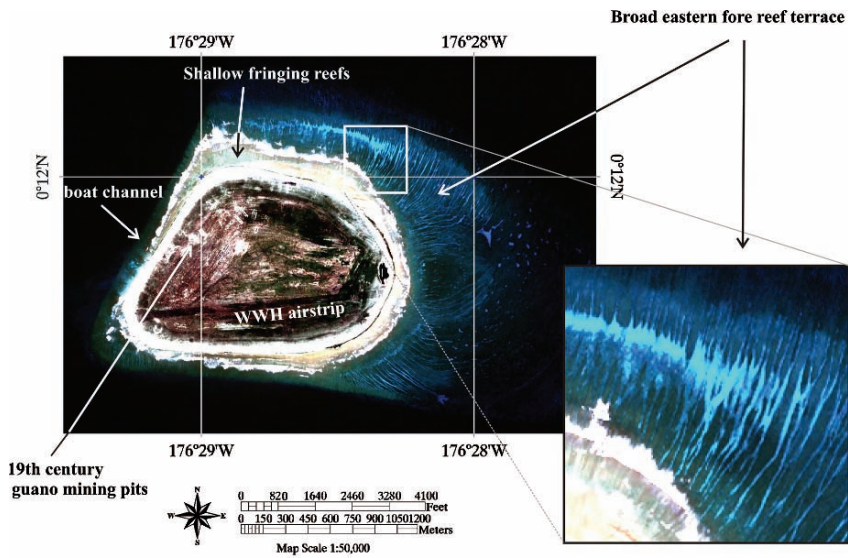 Broad eastern fore reef terrace
176°29'W
176°28'W
Shallow fringing reefs
0°12'N
0°12'N
boat channel
WWH airstrip
176°29'W
176°28'W
19th century
guano mining pits
N
N
W
E
S
0 820 1640 2460 3280 4100
Feet
0 150 300 450 600 750 900 1050 1200
Meters
Map Scale 1:50,000